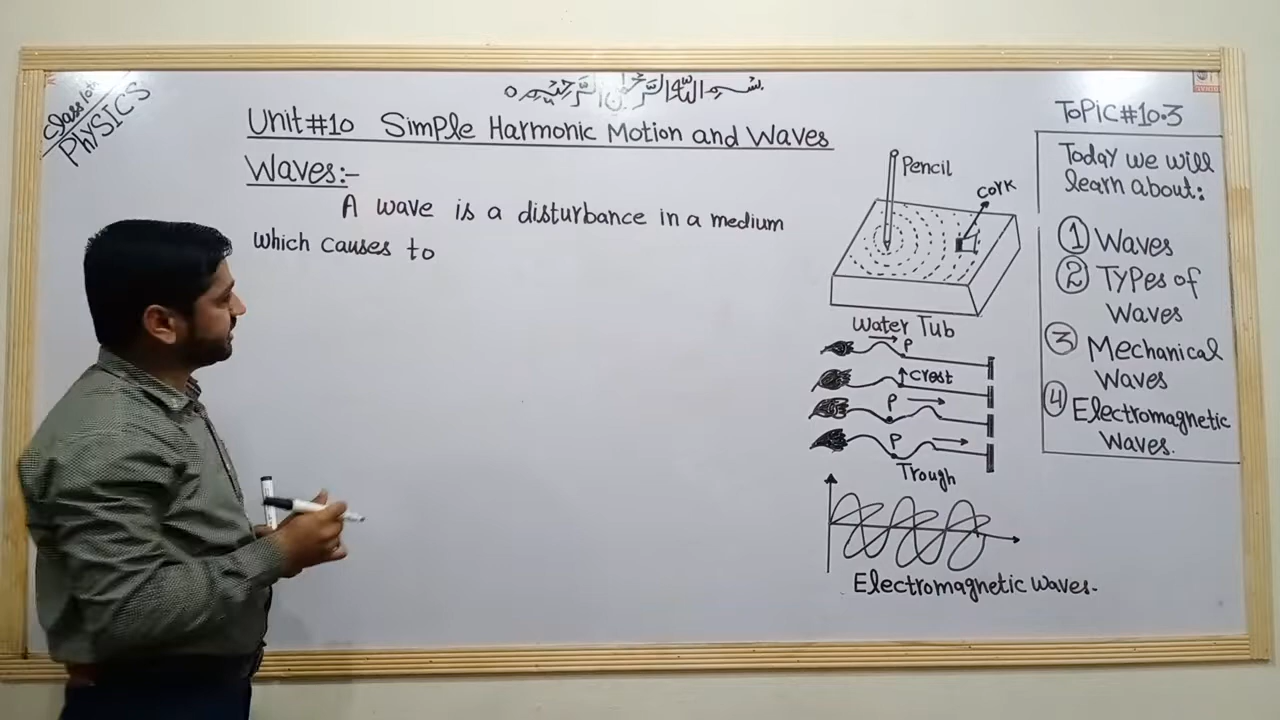 بسم الله الرحمن الرحيم
Class 10th
PHYSICS
Unit#10 Simple Harmonic Motion and Waves
Waves:-
A wave is a disturbance in a medium
which causes to
Pencil
cork
Water Tub
P
crest
P
P
Trough
Electromagnetic waves.
Topic#10.3
Today we will
learn about:
① Waves
② Types of
Waves
③ Mechanical
Waves
④ Electromagnetic
Waves.